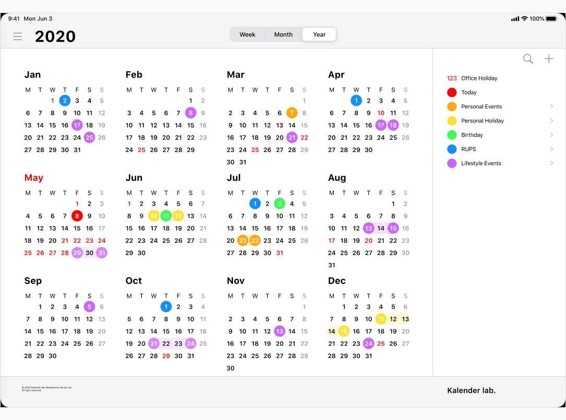 9:41 Mon Jun 3
100%
2020
Week Month Year
Jan
M T W T F S S
1 2 3 4 5
6 7 8 9 10 11 12
13 14 15 16 17 18 19
20 21 22 23 24 25 26
27 28 29 30 31
Feb
M T W T F S S
1 2
3 4 5 6 7 8 9
10 11 12 13 14 15 16
17 18 19 20 21 22 23
24 25 26 27 28 29
Mar
M T W T F S S
1
2 3 4 5 6 7 8
9 10 11 12 13 14 15
16 17 18 19 20 21 22
23 24 25 26 27 28 29
30 31
Apr
M T W T F S S
1 2 3 4 5
6 7 8 9 10 11 12
13 14 15 16 17 18 19
20 21 22 23 24 25 26
27 28 29 30
May
M T W T F S S
1 2 3
4 5 6 7 8 9 10
11 12 13 14 15 16 17
18 19 20 21 22 23 24
25 26 27 28 29 30 31
Jun
M T W T F S S
1 2 3 4 5 6 7
8 9 10 11 12 13 14
15 16 17 18 19 20 21
22 23 24 25 26 27 28
29 30
Jul
M T W T F S S
1 2 3 4 5
6 7 8 9 10 11 12
13 14 15 16 17 18 19
20 21 22 23 24 25 26
27 28 29 30 31
Aug
M T W T F S S
1 2
3 4 5 6 7 8 9
10 11 12 13 14 15 16
17 18 19 20 21 22 23
24 25 26 27 28 29 30
31
Sep
M T W T F S S
1 2 3 4 5 6
7 8 9 10 11 12 13
14 15 16 17 18 19 20
21 22 23 24 25 26 27
28 29 30
Oct
M T W T F S S
1 2 3 4
5 6 7 8 9 10 11
12 13 14 15 16 17 18
19 20 21 22 23 24 25
26 27 28 29 30 31
Nov
M T W T F S S
1
2 3 4 5 6 7 8
9 10 11 12 13 14 15
16 17 18 19 20 21 22
23 24 25 26 27 28 29
30
Dec
M T W T F S S
1 2 3 4 5 6
7 8 9 10 11 12 13
14 15 16 17 18 19 20
21 22 23 24 25 26 27
28 29 30 31
123 Office Holiday
Today
Personal Events
Personal Holiday
Birthday
RUPS
Lifestyle Events
Kalender lab.